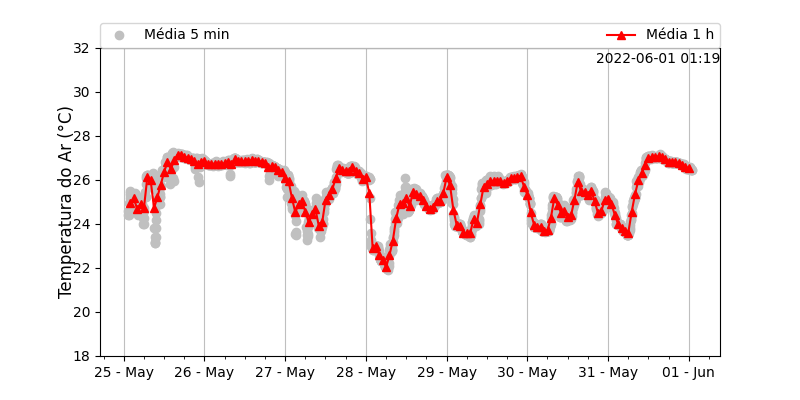 Média 5 min
Média 1 h
2022-06-01 01:19
Temperatura do Ar (°C)
32
30
28
26
24
22
20
18
25 - May
26 - May
27 - May
28 - May
29 - May
30 - May
31 - May
01 - Jun